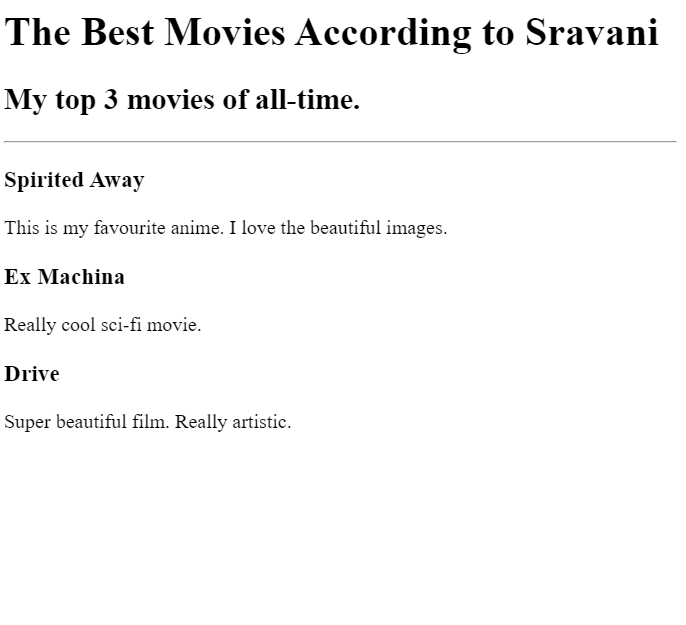 The Best Movies According to Sravani
My top 3 movies of all-time.
Spirited Away
This is my favourite anime. I love the beautiful images.
Ex Machina
Really cool sci-fi movie.
Drive
Super beautiful film. Really artistic.